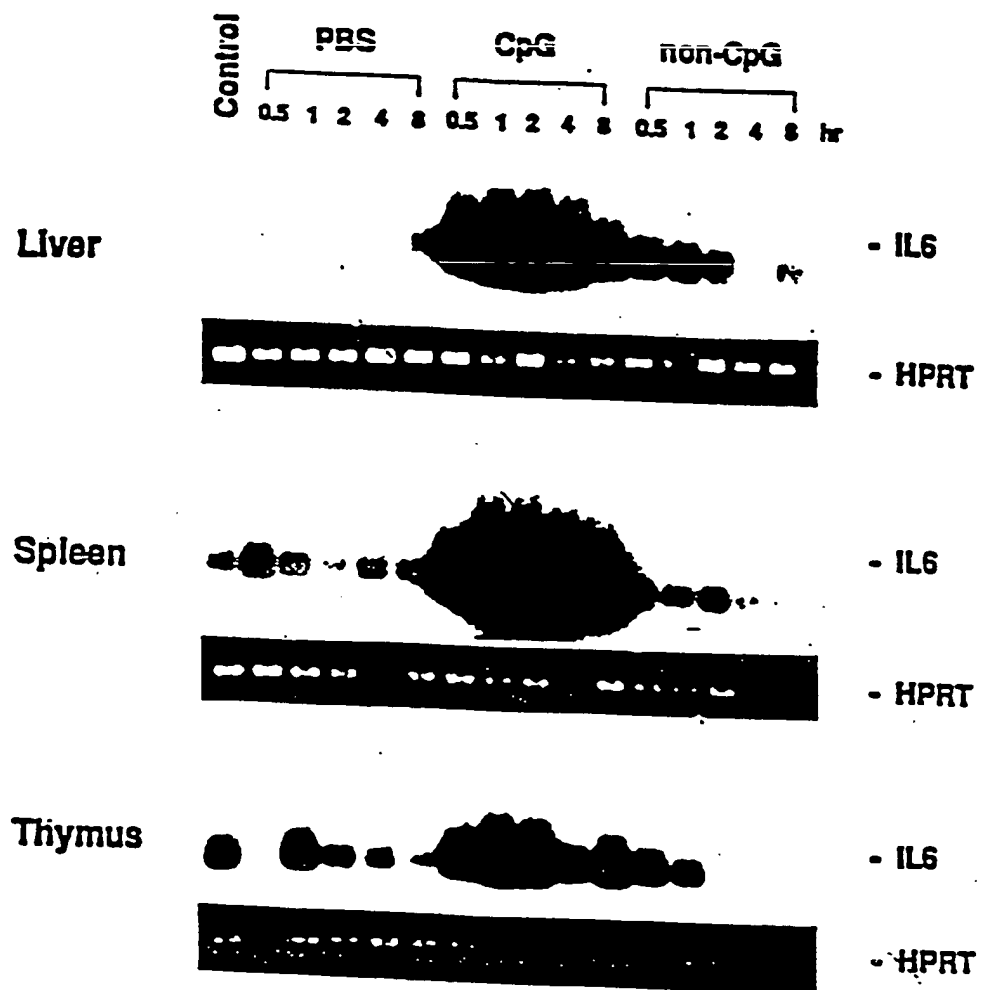 Control PBS CpG non-CpG
0.5 1 2 4 8 0.5 1 2 4 8 0.5 1 2 4 8 hr
Liver - IL6
- HPRT
Spleen - IL6
- HPRT
Thymus - IL6
- HPRT